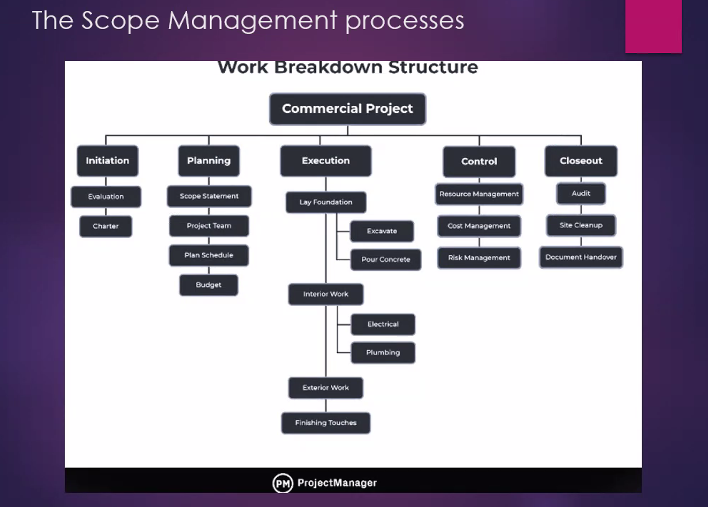 The Scope Management processes
Work Breakdown Structure
Commercial Project
Initiation
Planning
Execution
Control
Closeout
Evaluation
Charter
Scope Statement
Project Team
Plan Schedule
Budget
Lay Foundation
Excavate
Pour Concrete
Interior Work
Electrical
Plumbing
Exterior Work
Finishing Touches
Resource Management
Cost Management
Risk Management
Audit
Site Cleanup
Document Handover
PM ProjectManager